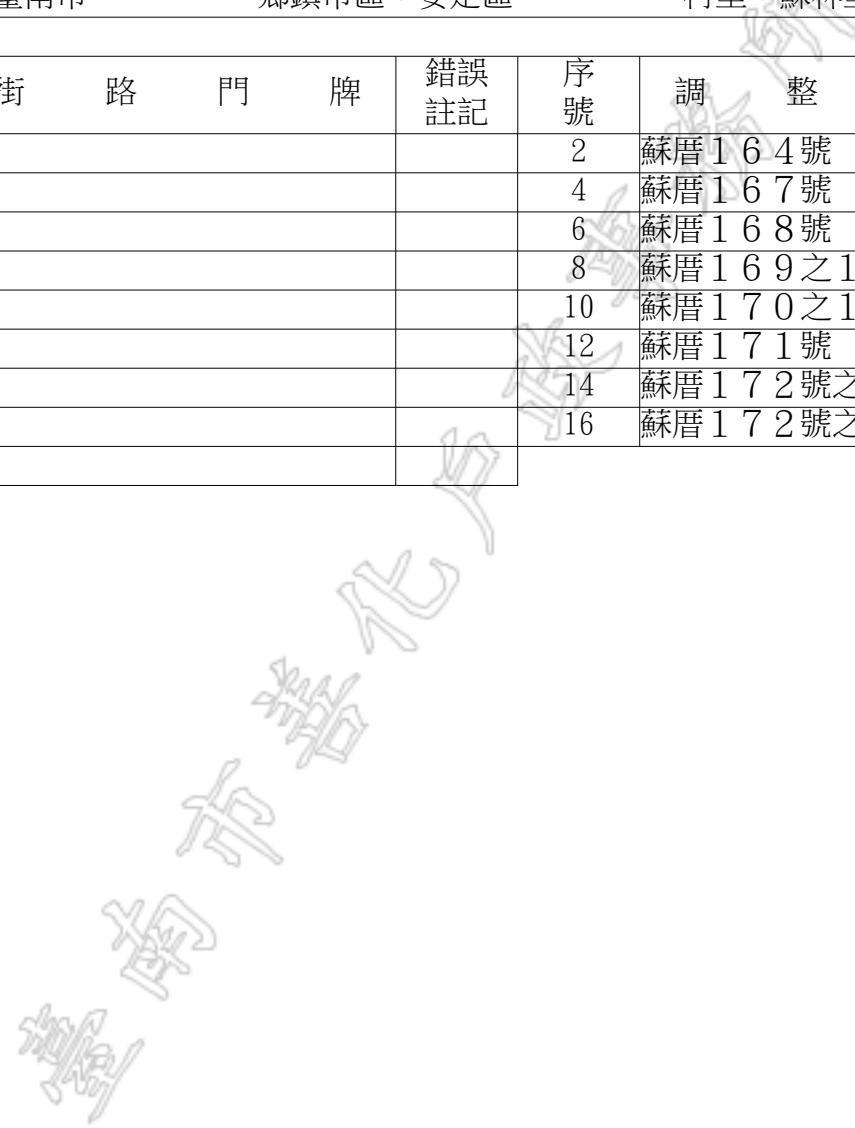 臺南市 鄉鎮市區：安定區 村里 蘇林里
街 路 門 牌 錯誤註記 序號 調 整
2 蘇厝１６４號
4 蘇厝１６７號
6 蘇厝１６８號
8 蘇厝１６９之１
10 蘇厝１７０之１
12 蘇厝１７１號
14 蘇厝１７２號之
16 蘇厝１７２號之
臺南市善化戶政事務所